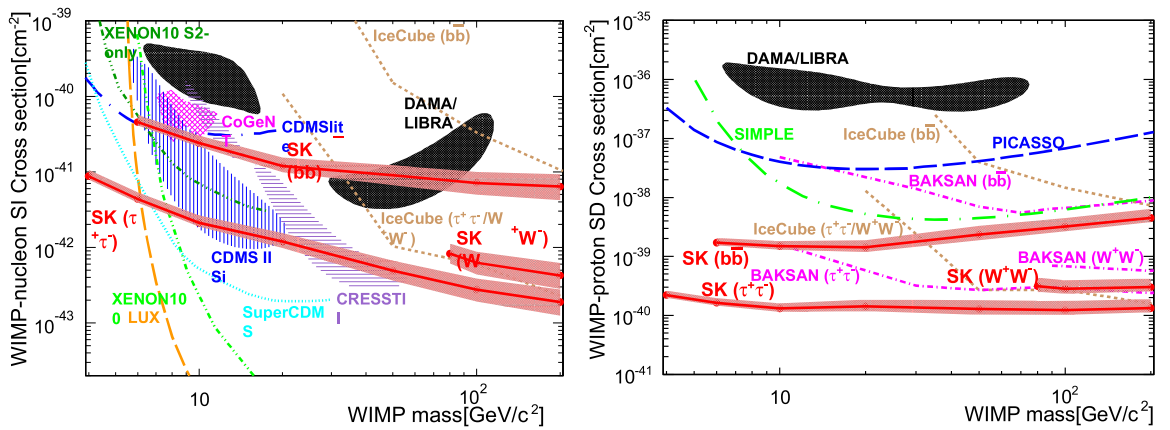 WIMP-nucleon SI Cross section[cm⁻²]
10⁻³⁹
10⁻⁴⁰
10⁻⁴¹
10⁻⁴²
10⁻⁴³
XENON10 S2-
only
IceCube (bb̅)
DAMA/
LIBRA
CoGeN
T
CDMSlit
e
SK
(bb̅)
SK (τ
⁺τ⁻)
IceCube (τ⁺τ⁻/W
W⁻)
SK ⁺W⁻)
(W
CDMS II
Si
XENON10
0
LUX
SuperCDM
S
CRESSTI
I
10
10²
WIMP mass[GeV/c²]
WIMP-proton SD Cross section[cm⁻²]
10⁻³⁵
10⁻³⁶
10⁻³⁷
10⁻³⁸
10⁻³⁹
10⁻⁴⁰
10⁻⁴¹
DAMA/LIBRA
SIMPLE
IceCube (bb̅)
PICASSO
BAKSAN (bb̅)
IceCube (τ⁺τ⁻/W⁺W⁻)
SK (bb̅)
BAKSAN (W⁺W⁻)
BAKSAN (τ⁺τ⁻)
SK (W⁺W⁻)
SK (τ⁺τ⁻)
10
10²
WIMP mass[GeV/c²]